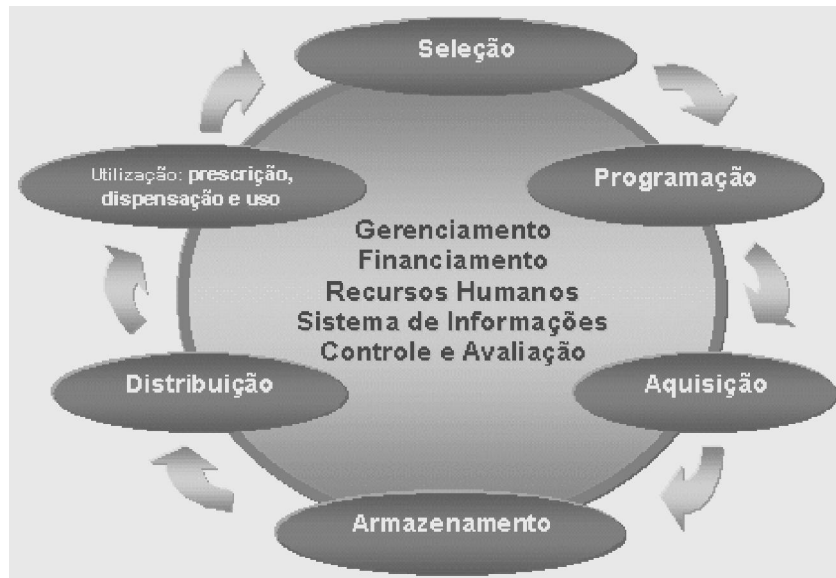 Seleção
Programação
Aquisição
Armazenamento
Distribuição
Utilização: prescrição,
dispensação e uso
Gerenciamento
Financiamento
Recursos Humanos
Sistema de Informações
Controle e Avaliação